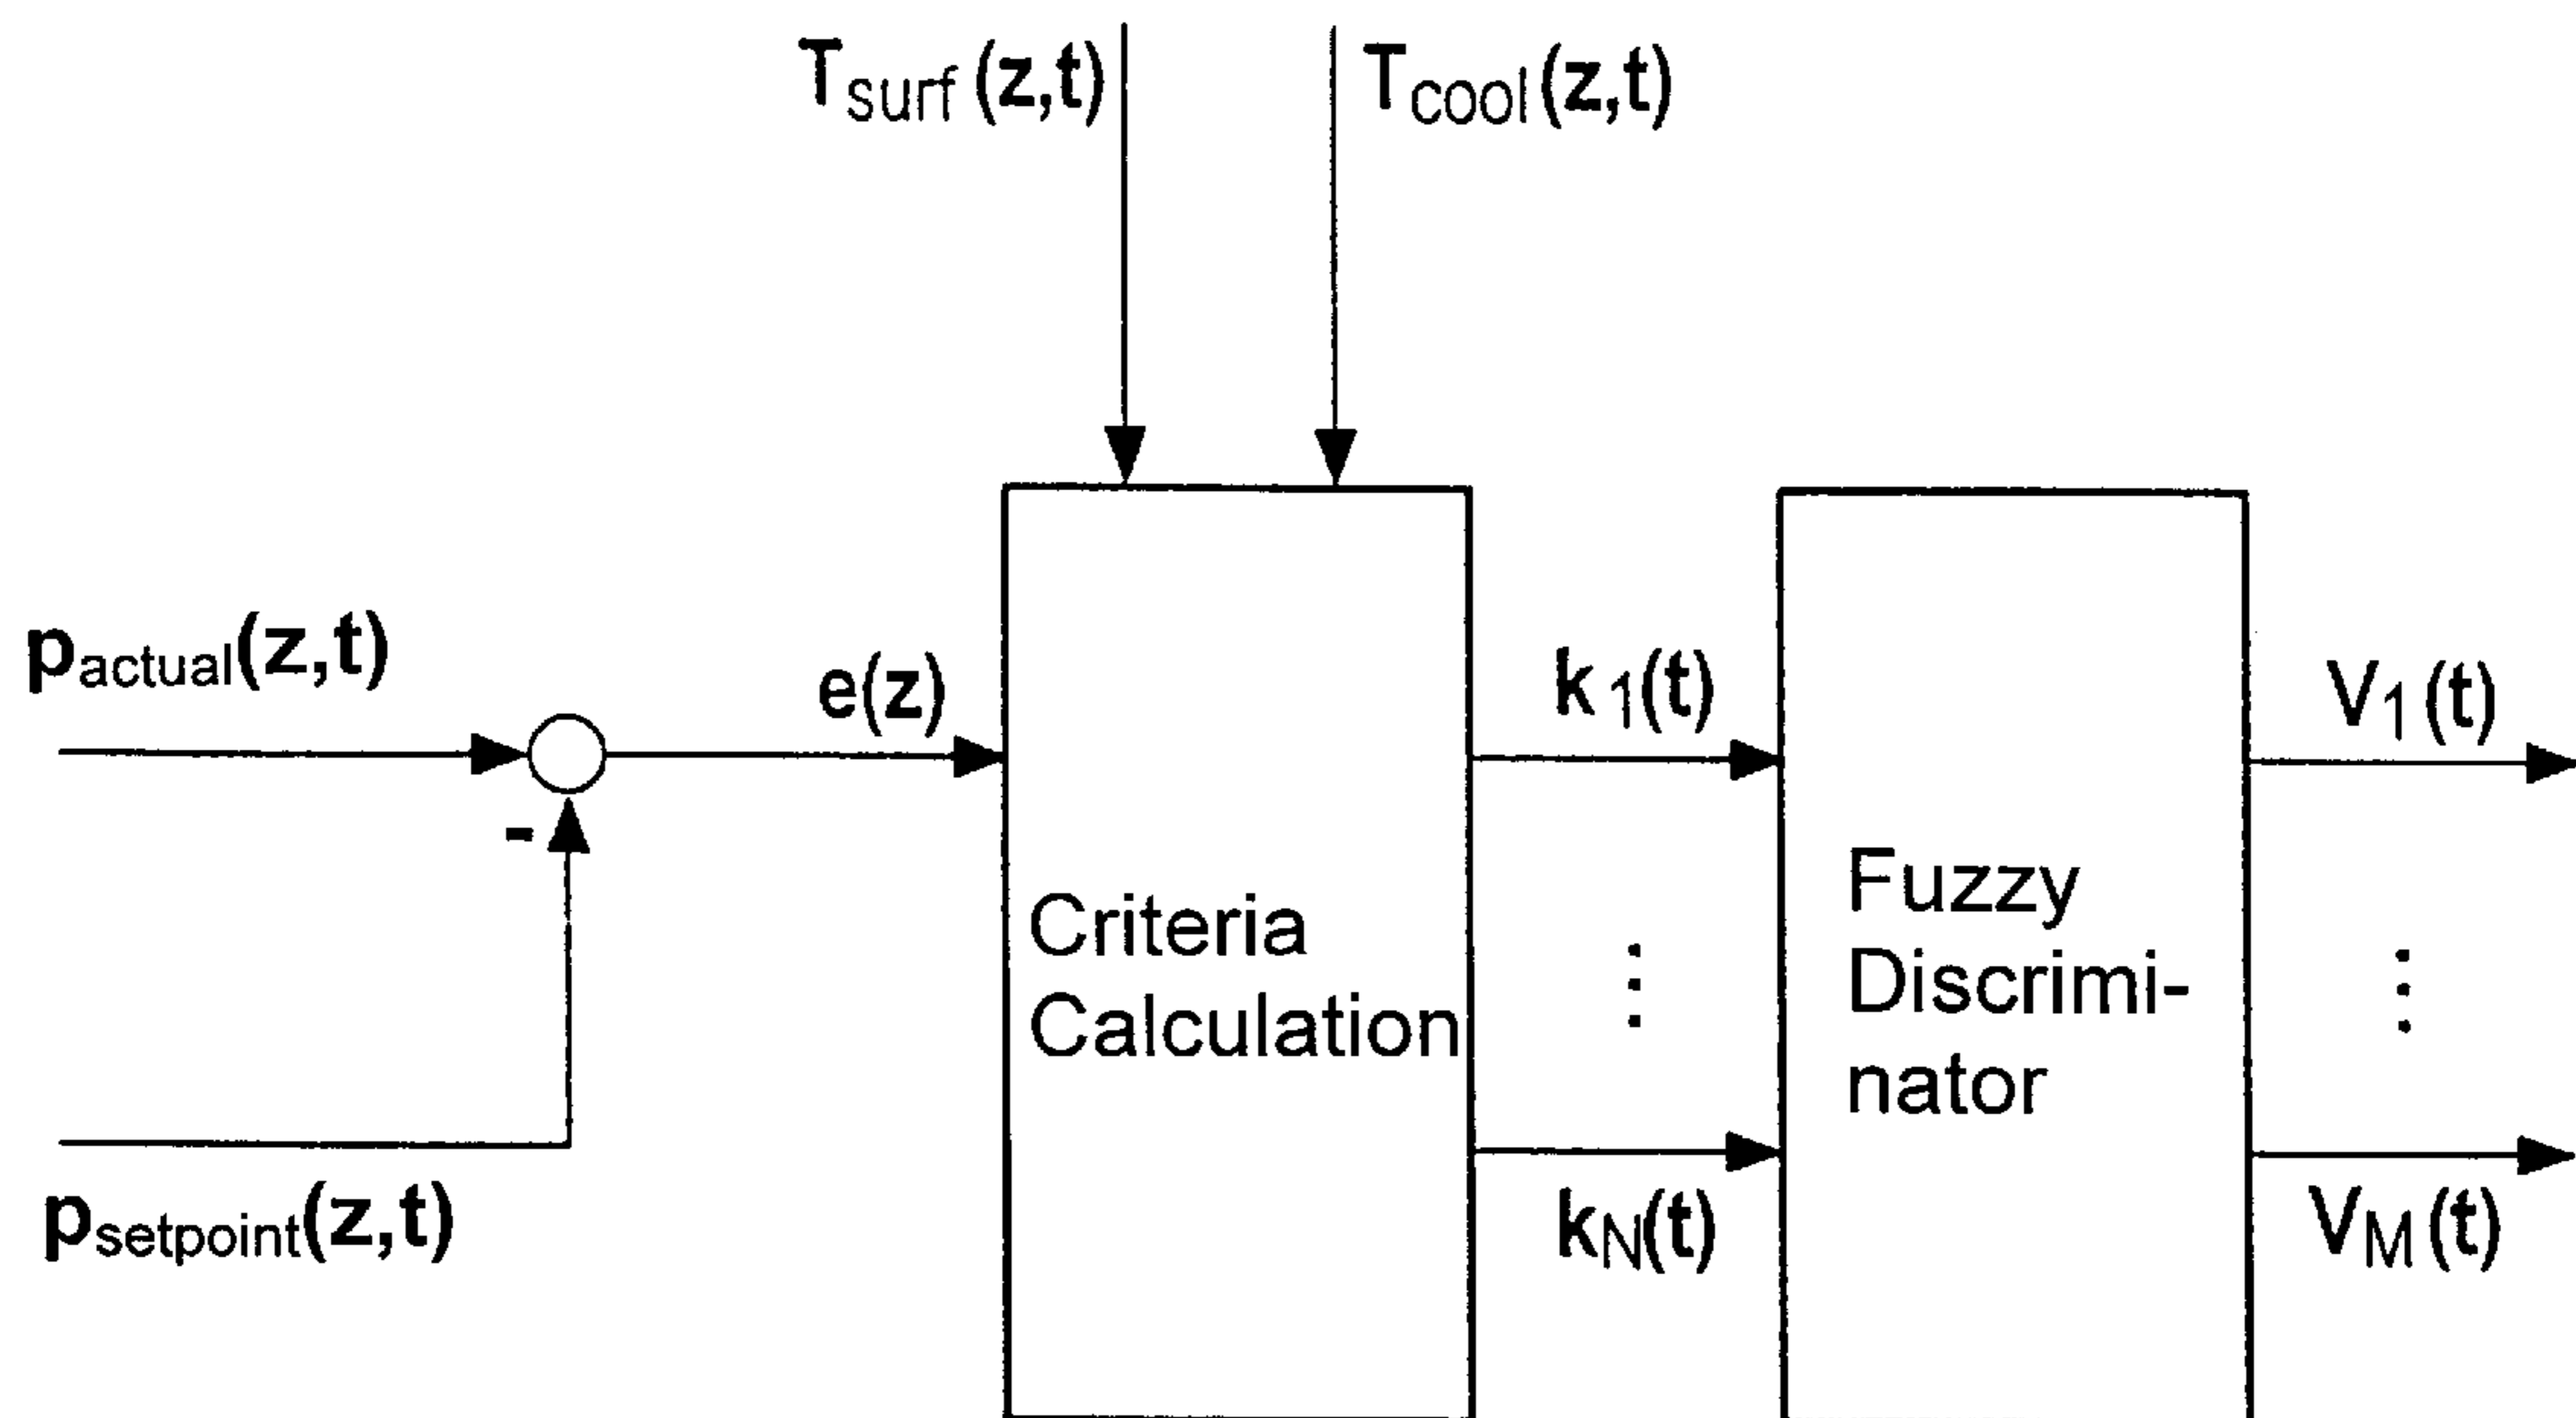 Tsurf (z,t)
Tcool (z,t)
pactual(z,t)
e(z)
-
psetpoint(z,t)
Criteria
Calculation
k1(t)
⋮
kN(t)
Fuzzy
Discrimi-
nator
V1(t)
⋮
VM(t)